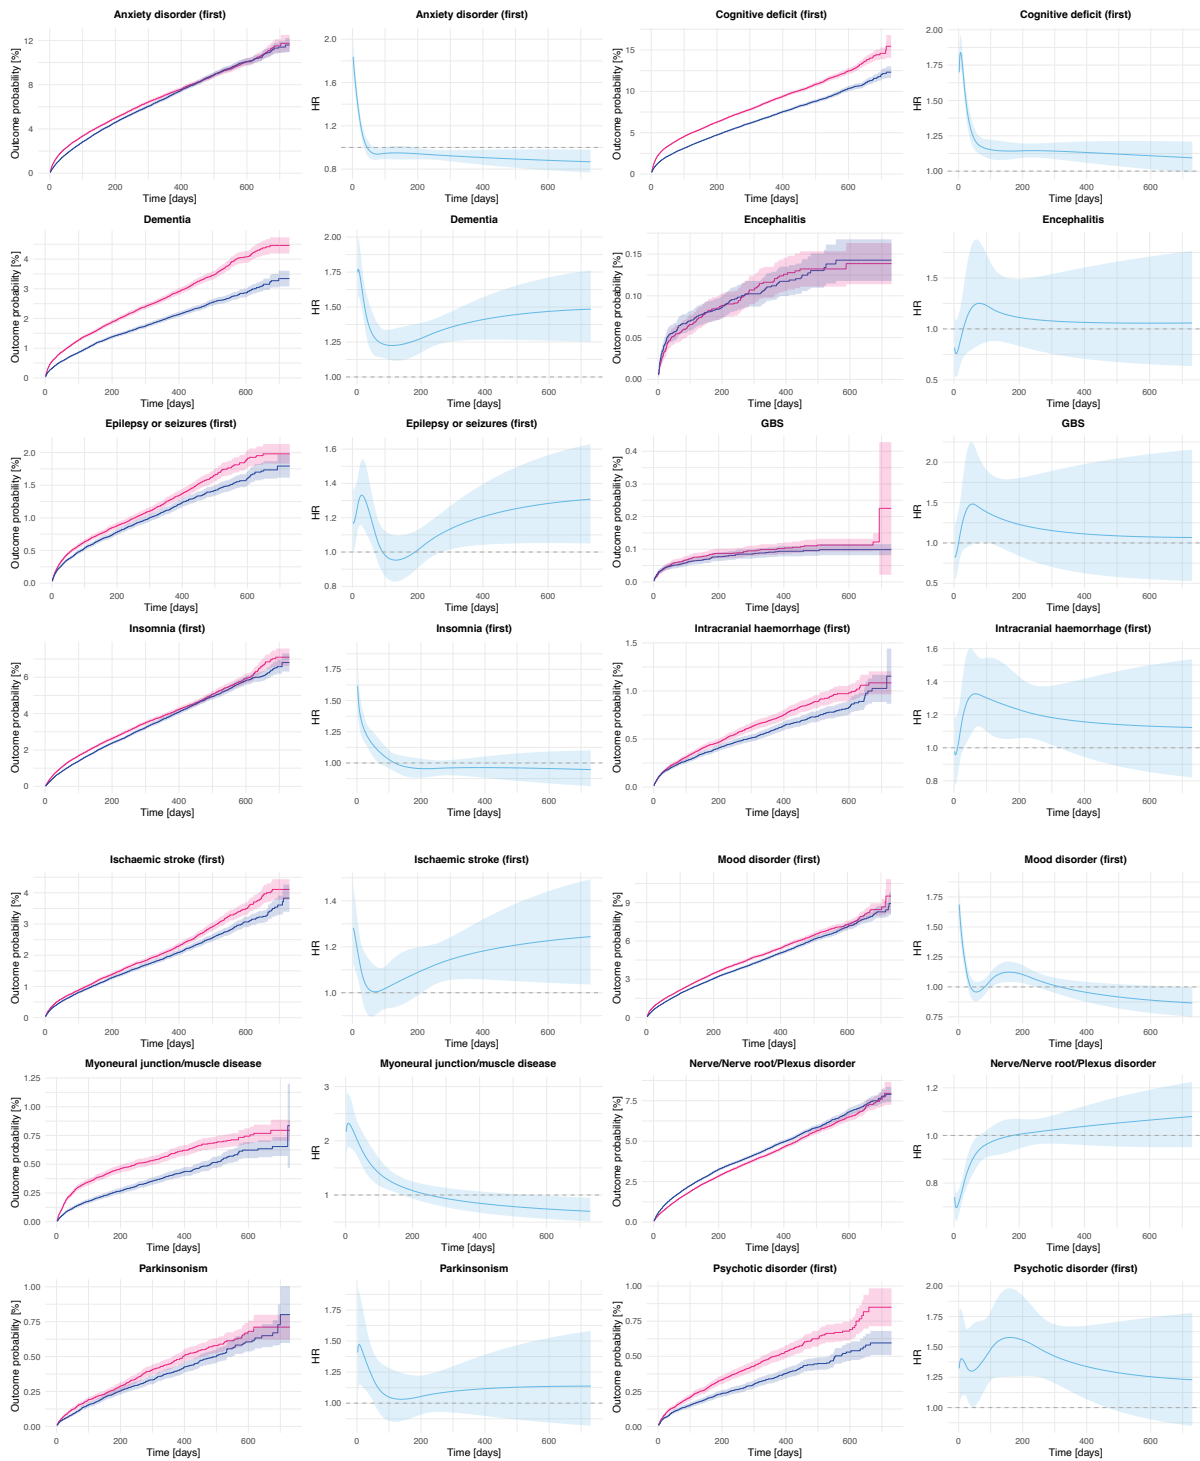 Anxiety disorder (first)
Outcome probability [%]
12
8
4
0
0 200 400 600
Time [days]
Anxiety disorder (first)
HR
2.0
1.8
1.6
1.4
1.2
1.0
0.8
0 200 400 600
Time [days]
Cognitive deficit (first)
Outcome probability [%]
15
10
5
0
0 200 400 600
Time [days]
Cognitive deficit (first)
HR
2.00
1.75
1.50
1.25
1.00
0 200 400 600
Time [days]
Dementia
Outcome probability [%]
4
3
2
1
0
0 200 400 600
Time [days]
Dementia
HR
2.00
1.75
1.50
1.25
1.00
0 200 400 600
Time [days]
Encephalitis
Outcome probability [%]
0.15
0.10
0.05
0.00
0 200 400 600
Time [days]
Encephalitis
HR
1.5
1.0
0.5
0 200 400 600
Time [days]
Epilepsy or seizures (first)
Outcome probability [%]
2.0
1.5
1.0
0.5
0.0
0 200 400 600
Time [days]
Epilepsy or seizures (first)
HR
1.6
1.4
1.2
1.0
0.8
0 200 400 600
Time [days]
GBS
Outcome probability [%]
0.4
0.3
0.2
0.1
0.0
0 200 400 600
Time [days]
GBS
HR
2.0
1.5
1.0
0.5
0 200 400 600
Time [days]
Insomnia (first)
Outcome probability [%]
6
4
2
0
0 200 400 600
Time [days]
Insomnia (first)
HR
1.75
1.50
1.25
1.00
0 200 400 600
Time [days]
Intracranial haemorrhage (first)
Outcome probability [%]
1.5
1.0
0.5
0.0
0 200 400 600
Time [days]
Intracranial haemorrhage (first)
HR
1.6
1.4
1.2
1.0
0.8
0 200 400 600
Time [days]
Ischaemic stroke (first)
Outcome probability [%]
4
3
2
1
0
0 200 400 600
Time [days]
Ischaemic stroke (first)
HR
1.4
1.2
1.0
0 200 400 600
Time [days]
Mood disorder (first)
Outcome probability [%]
9
6
3
0
0 200 400 600
Time [days]
Mood disorder (first)
HR
1.75
1.50
1.25
1.00
0.75
0 200 400 600
Time [days]
Myoneural junction/muscle disease
Outcome probability [%]
1.25
1.00
0.75
0.50
0.25
0.00
0 200 400 600
Time [days]
Myoneural junction/muscle disease
HR
3
2
1
0 200 400 600
Time [days]
Nerve/Nerve root/Plexus disorder
Outcome probability [%]
7.5
5.0
2.5
0.0
0 200 400 600
Time [days]
Nerve/Nerve root/Plexus disorder
HR
1.2
1.0
0.8
0 200 400 600
Time [days]
Parkinsonism
Outcome probability [%]
1.00
0.75
0.50
0.25
0.00
0 200 400 600
Time [days]
Parkinsonism
HR
1.75
1.50
1.25
1.00
0 200 400 600
Time [days]
Psychotic disorder (first)
Outcome probability [%]
1.00
0.75
0.50
0.25
0.00
0 200 400 600
Time [days]
Psychotic disorder (first)
HR
2.00
1.75
1.50
1.25
1.00
0 200 400 600
Time [days]